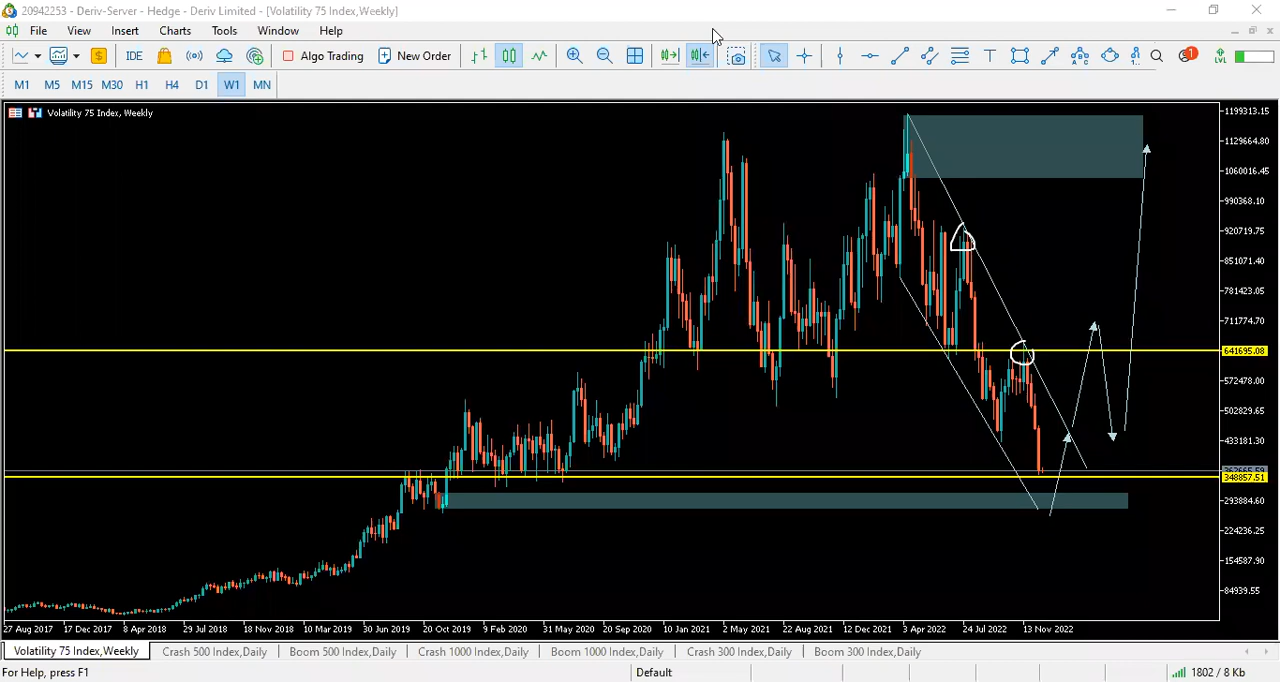 20942253 - Deriv-Server - Hedge - Deriv Limited - [Volatility 75 Index,Weekly]
File View Insert Charts Tools Window Help
IDE Algo Trading New Order 1 LVL
M1 M5 M15 M30 H1 H4 D1 W1 MN
Volatility 75 Index, Weekly
1199313.15
1129664.80
1060016.45
990368.10
920719.75
851071.40
781423.05
711774.70
641695.08
572478.00
502829.65
433181.30
348857.51
293884.60
224236.25
154587.90
84939.55
27 Aug 2017 17 Dec 2017 8 Apr 2018 29 Jul 2018 18 Nov 2018 10 Mar 2019 30 Jun 2019 20 Oct 2019 9 Feb 2020 31 May 2020 20 Sep 2020 10 Jan 2021 2 May 2021 22 Aug 2021 12 Dec 2021 3 Apr 2022 24 Jul 2022 13 Nov 2022
Volatility 75 Index,Weekly Crash 500 Index,Daily Boom 500 Index,Daily Crash 1000 Index,Daily Boom 1000 Index,Daily Crash 300 Index,Daily Boom 300 Index,Daily
For Help, press F1 Default 1802 / 8 Kb